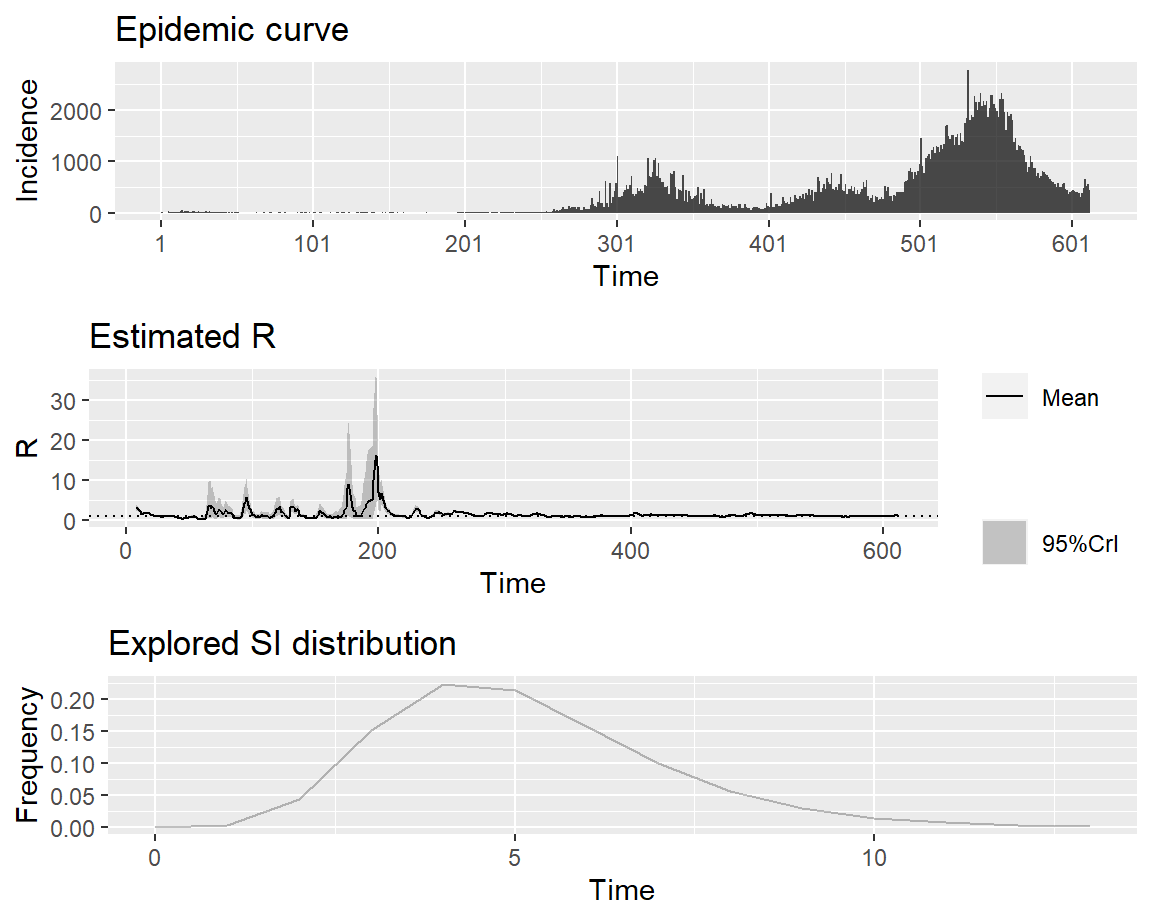 Epidemic curve
Incidence
2000
1000
0
1 101 201 301 401 501 601
Time
Estimated R
R
30
20
10
0
0 200 400 600
Time
Mean
95%CrI
Explored SI distribution
Frequency
0.20
0.15
0.10
0.05
0.00
0 5 10
Time